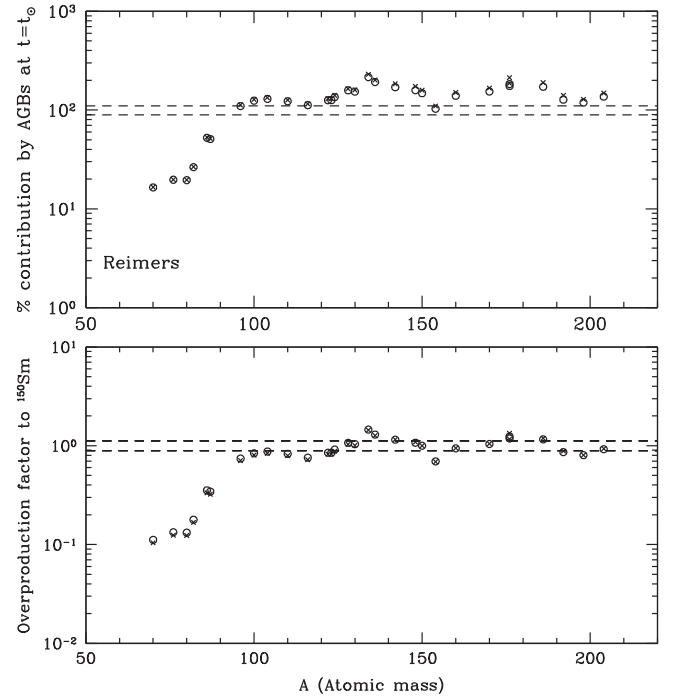 % contribution by AGBs at t=t⊙
10³
10²
10¹
10⁰
Reimers
50 100 150 200
Overproduction factor to ¹⁵⁰Sm
10¹
10⁰
10⁻¹
10⁻²
50 100 150 200
A (Atomic mass)